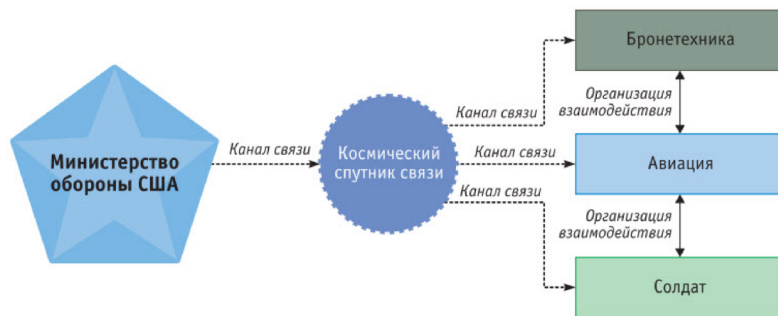 Министерство
обороны США
Канал связи
Космический
спутник связи
Канал связи
Канал связи
Канал связи
Бронетехника
Организация
взаимодействия
Авиация
Организация
взаимодействия
Солдат